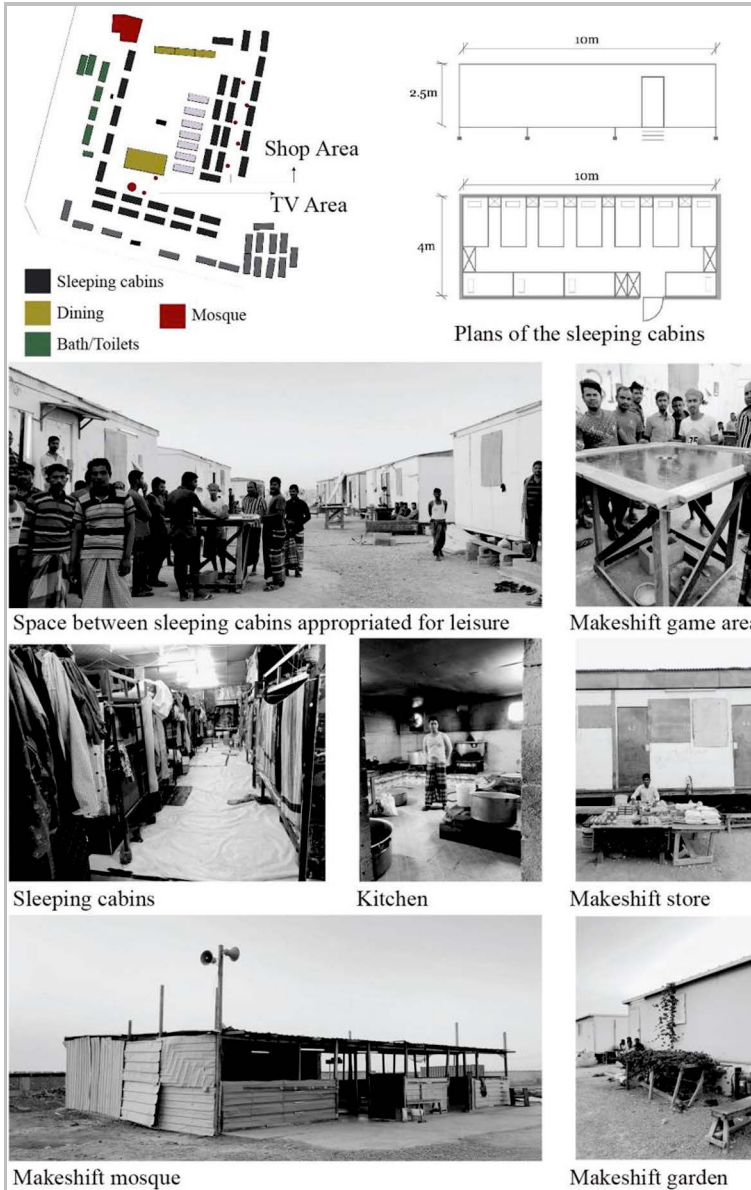 10m
2.5m
Shop Area
TV Area
10m
4m
Sleeping cabins
Dining
Mosque
Bath/Toilets
Plans of the sleeping cabins
Space between sleeping cabins appropriated for leisure
Makeshift game area
Sleeping cabins
Kitchen
Makeshift store
Makeshift mosque
Makeshift garden